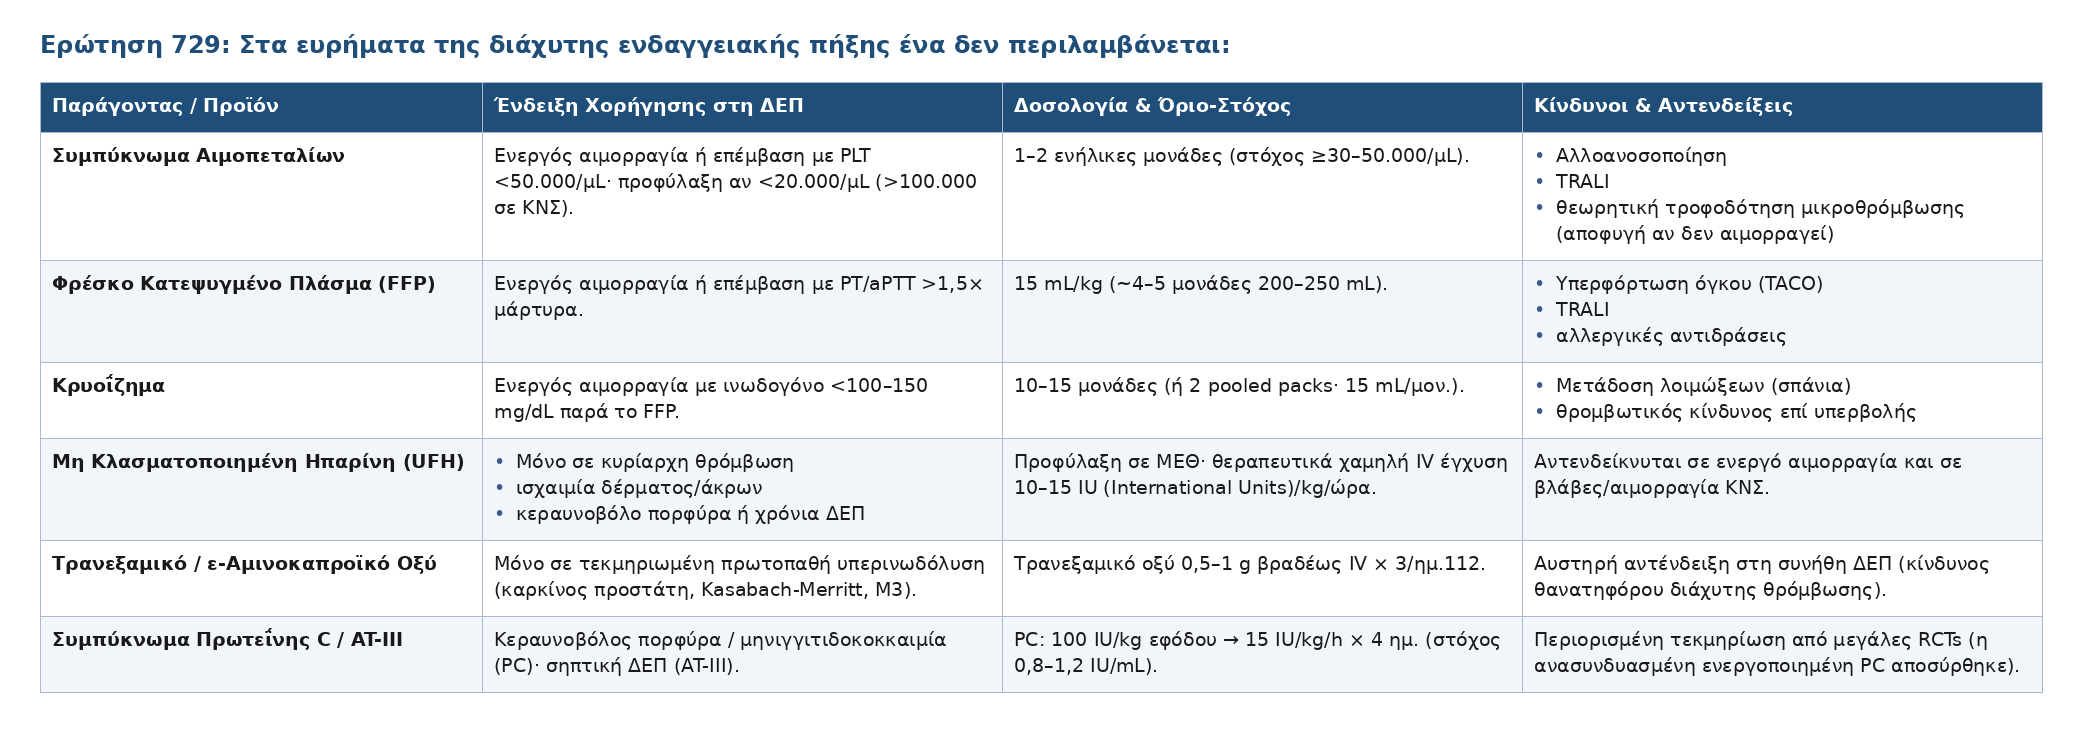 Ερώτηση 729: Στα ευρήματα της διάχυτης ενδαγγειακής πήξης ένα δεν περιλαμβάνεται:
Παράγοντας / Προϊόν
Ένδειξη Χορήγησης στη ΔΕΠ
Δοσολογία & Όριο-Στόχος
Κίνδυνοι & Αντενδείξεις
Συμπύκνωμα Αιμοπεταλίων
Ενεργός αιμορραγία ή επέμβαση με PLT
<50.000/μL· προφύλαξη αν <20.000/μL (>100.000
σε ΚΝΣ).
1–2 ενήλικες μονάδες (στόχος ≥30–50.000/μL).
• Αλλοανοσοποίηση
• TRALI
• θεωρητική τροφοδότηση μικροθρόμβωσης
(αποφυγή αν δεν αιμορραγεί)
Φρέσκο Κατεψυγμένο Πλάσμα (FFP)
Ενεργός αιμορραγία ή επέμβαση με PT/aPTT >1,5×
μάρτυρα.
15 mL/kg (~4–5 μονάδες 200–250 mL).
• Υπερφόρτωση όγκου (TACO)
• TRALI
• αλλεργικές αντιδράσεις
Κρυοΐζημα
Ενεργός αιμορραγία με ινωδογόνο <100–150
mg/dL παρά το FFP.
10–15 μονάδες (ή 2 pooled packs· 15 mL/μον.).
• Μετάδοση λοιμώξεων (σπάνια)
• θρομβωτικός κίνδυνος επί υπερβολής
Μη Κλασματοποιημένη Ηπαρίνη (UFH)
• Μόνο σε κυρίαρχη θρόμβωση
• ισχαιμία δέρματος/άκρων
• κεραυνοβόλο πορφύρα ή χρόνια ΔΕΠ
Προφύλαξη σε ΜΕΘ· θεραπευτικά χαμηλή IV έγχυση
10–15 IU (International Units)/kg/ώρα.
Αντενδείκνυται σε ενεργό αιμορραγία και σε
βλάβες/αιμορραγία ΚΝΣ.
Τρανεξαμικό / ε-Αμινοκαπροϊκό Οξύ
Μόνο σε τεκμηριωμένη πρωτοπαθή υπερινωδόλυση
(καρκίνος προστάτη, Kasabach-Merritt, M3).
Τρανεξαμικό οξύ 0,5–1 g βραδέως IV × 3/ημ.112.
Αυστηρή αντένδειξη στη συνήθη ΔΕΠ (κίνδυνος
θανατηφόρου διάχυτης θρόμβωσης).
Συμπύκνωμα Πρωτεΐνης C / AT-III
Κεραυνοβόλος πορφύρα / μηνιγγιτιδοκοκκαιμία
(PC)· σηπτική ΔΕΠ (AT-III).
PC: 100 IU/kg εφόδου → 15 IU/kg/h × 4 ημ. (στόχος
0,8–1,2 IU/mL).
Περιορισμένη τεκμηρίωση από μεγάλες RCTs (η
ανασυνδυασμένη ενεργοποιημένη PC αποσύρθηκε).